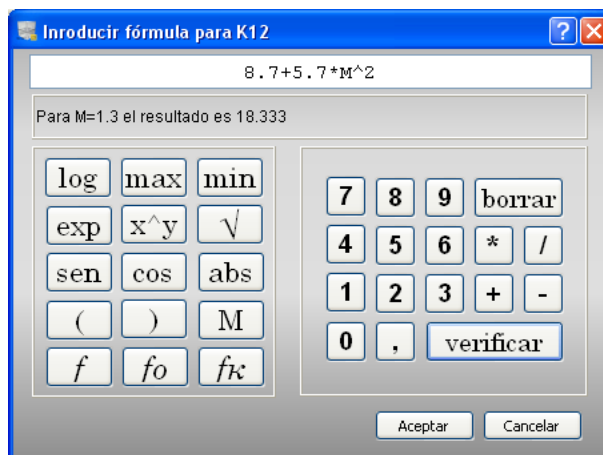 Inroducir fórmula para K12
8.7+5.7*M^2
Para M=1.3 el resultado es 18.333
log max min
exp x^y √
sen cos abs
( ) M
f fo fκ
7 8 9 borrar
4 5 6 * /
1 2 3 + -
0 , verificar
Aceptar Cancelar